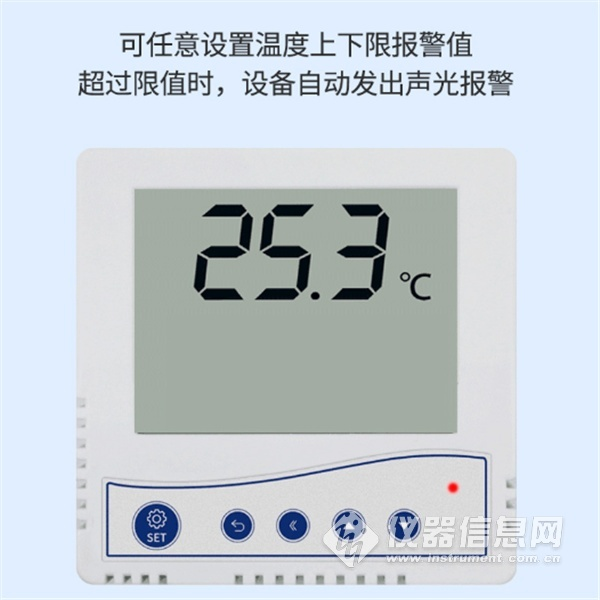 可任意设置温度上下限报警值
超过限值时，设备自动发出声光报警
25.3 ℃
SET
仪器信息网
www.instrument.com.cn